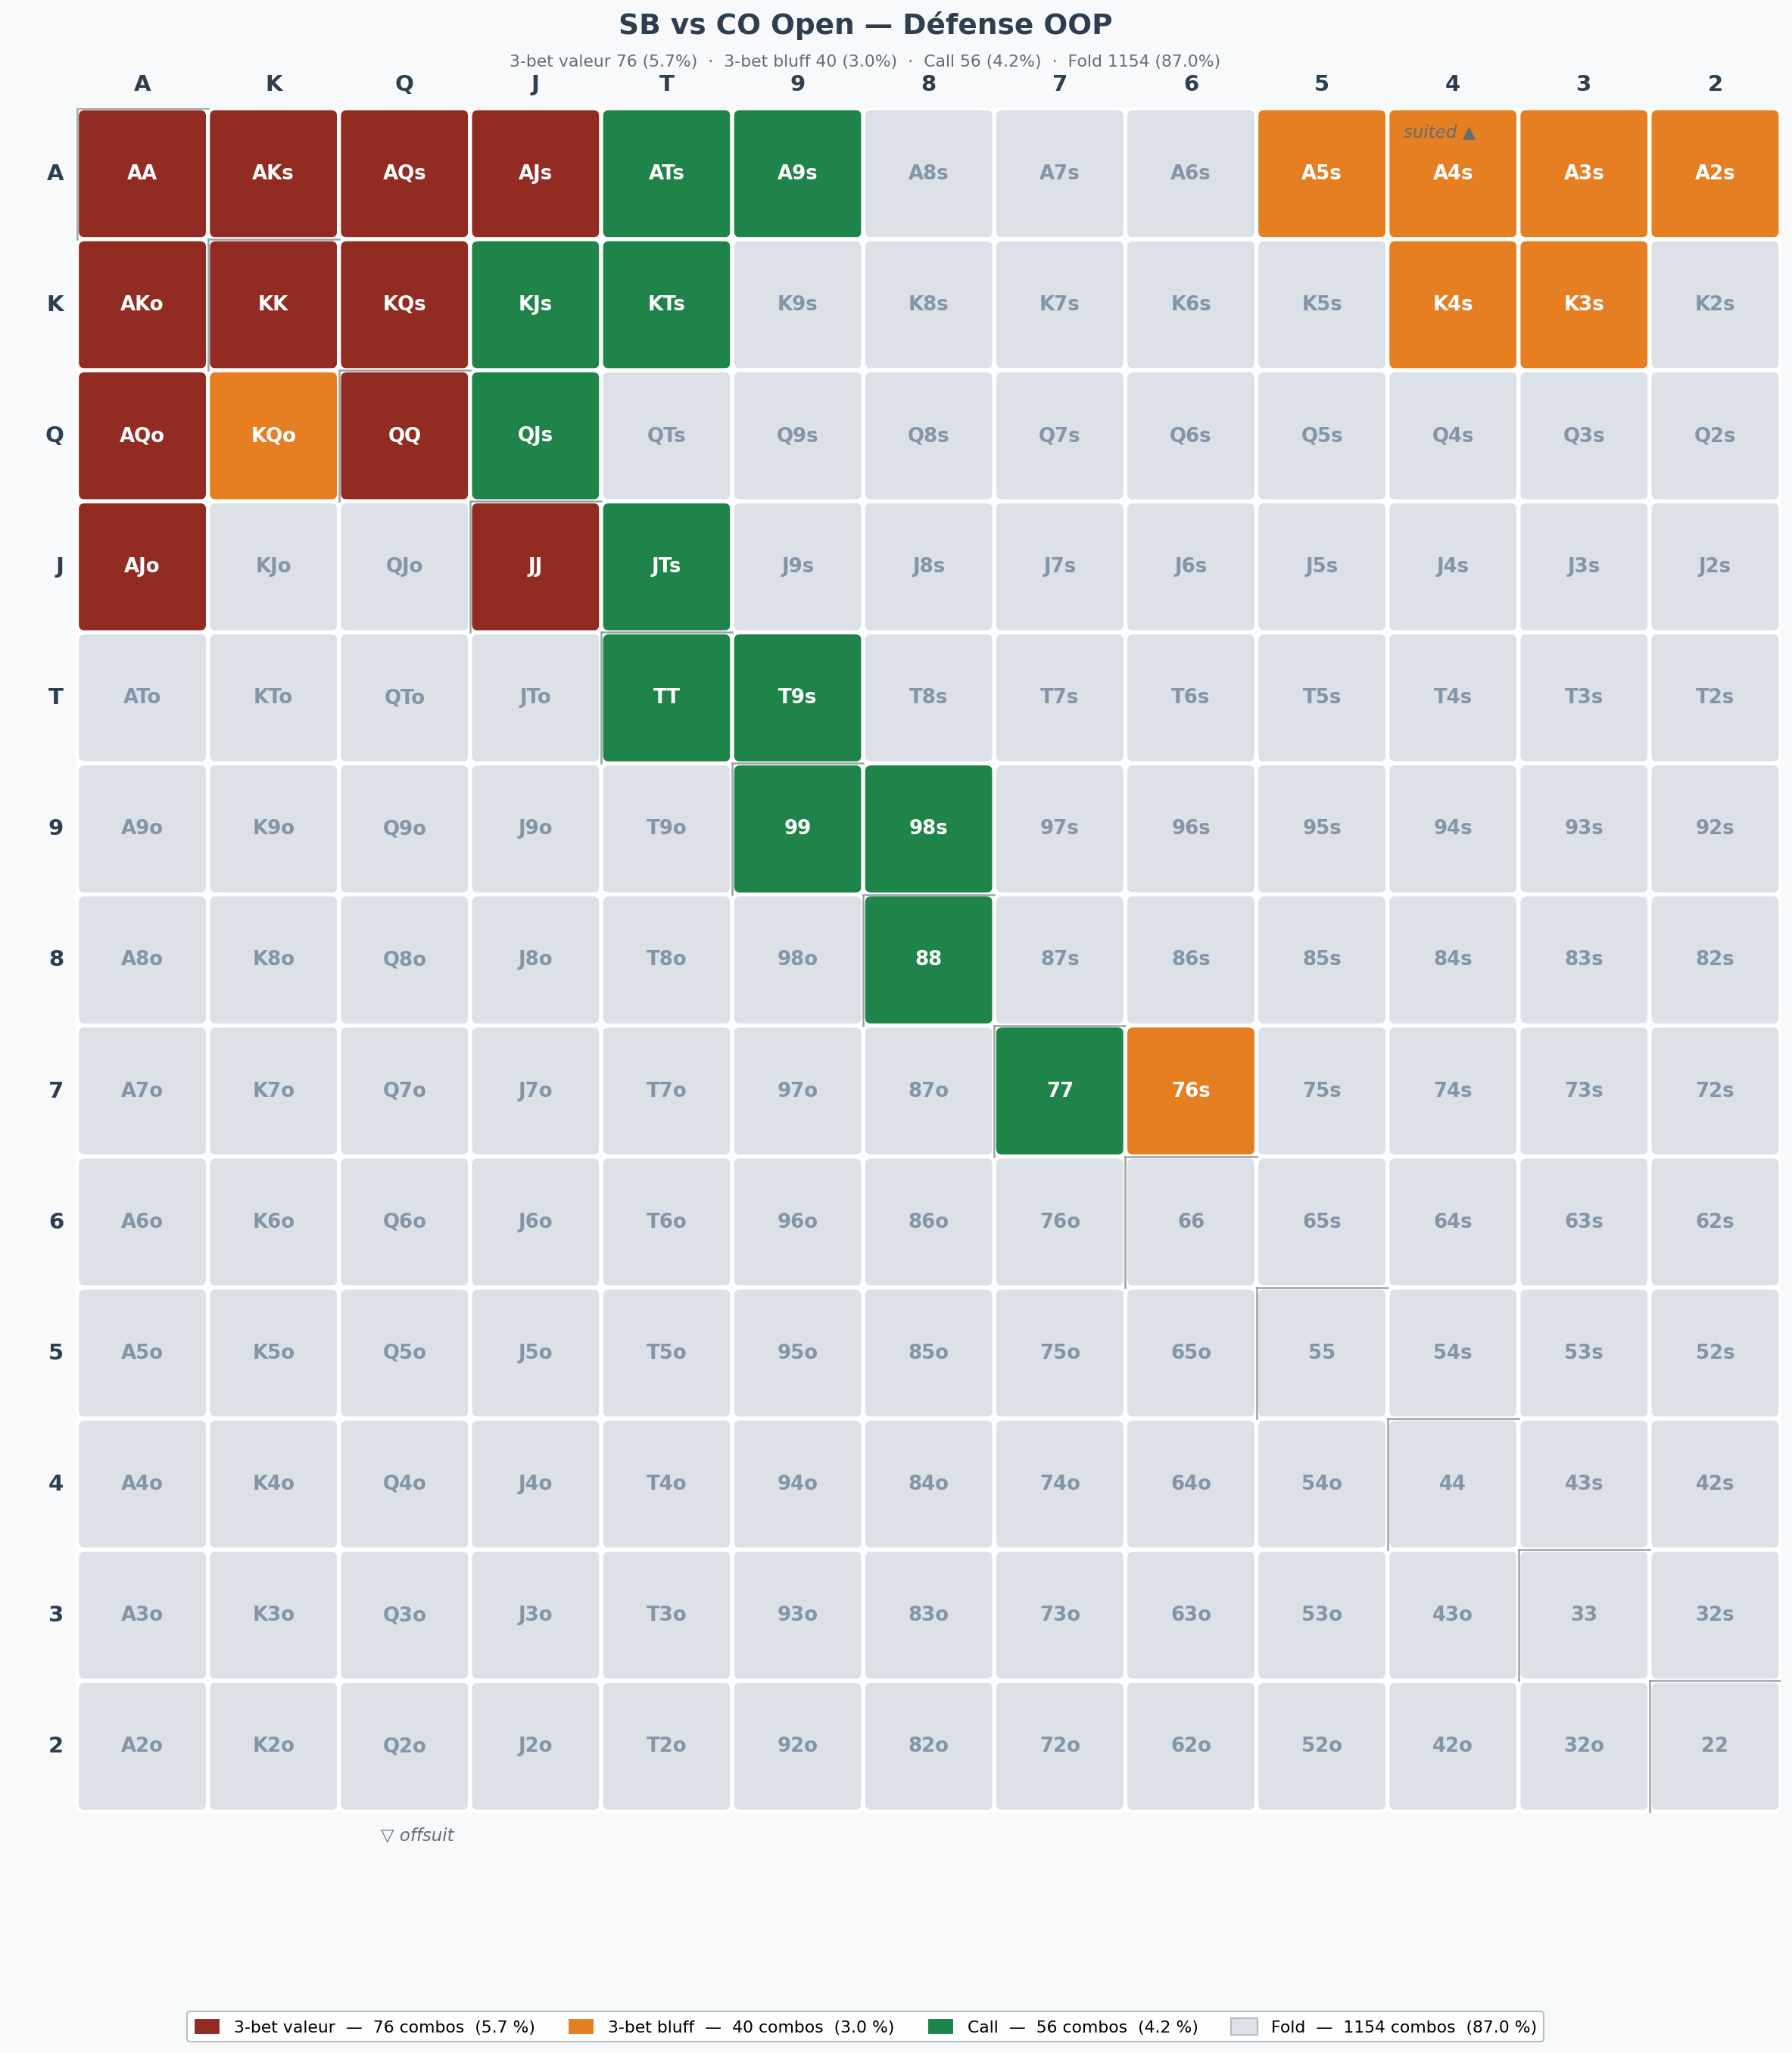 SB vs CO Open — Défense OOP
3-bet valeur 76 (5.7%) · 3-bet bluff 40 (3.0%) · Call 56 (4.2%) · Fold 1154 (87.0%)
A K Q J T 9 8 7 6 5 4 3 2
suited ▲
A AA AKs AQs AJs ATs A9s A8s A7s A6s A5s A4s A3s A2s
K AKo KK KQs KJs KTs K9s K8s K7s K6s K5s K4s K3s K2s
Q AQo KQo QQ QJs QTs Q9s Q8s Q7s Q6s Q5s Q4s Q3s Q2s
J AJo KJo QJo JJ JTs J9s J8s J7s J6s J5s J4s J3s J2s
T ATo KTo QTo JTo TT T9s T8s T7s T6s T5s T4s T3s T2s
9 A9o K9o Q9o J9o T9o 99 98s 97s 96s 95s 94s 93s 92s
8 A8o K8o Q8o J8o T8o 98o 88 87s 86s 85s 84s 83s 82s
7 A7o K7o Q7o J7o T7o 97o 87o 77 76s 75s 74s 73s 72s
6 A6o K6o Q6o J6o T6o 96o 86o 76o 66 65s 64s 63s 62s
5 A5o K5o Q5o J5o T5o 95o 85o 75o 65o 55 54s 53s 52s
4 A4o K4o Q4o J4o T4o 94o 84o 74o 64o 54o 44 43s 42s
3 A3o K3o Q3o J3o T3o 93o 83o 73o 63o 53o 43o 33 32s
2 A2o K2o Q2o J2o T2o 92o 82o 72o 62o 52o 42o 32o 22
▽ offsuit
3-bet valeur — 76 combos (5.7 %) 3-bet bluff — 40 combos (3.0 %) Call — 56 combos (4.2 %) Fold — 1154 combos (87.0 %)